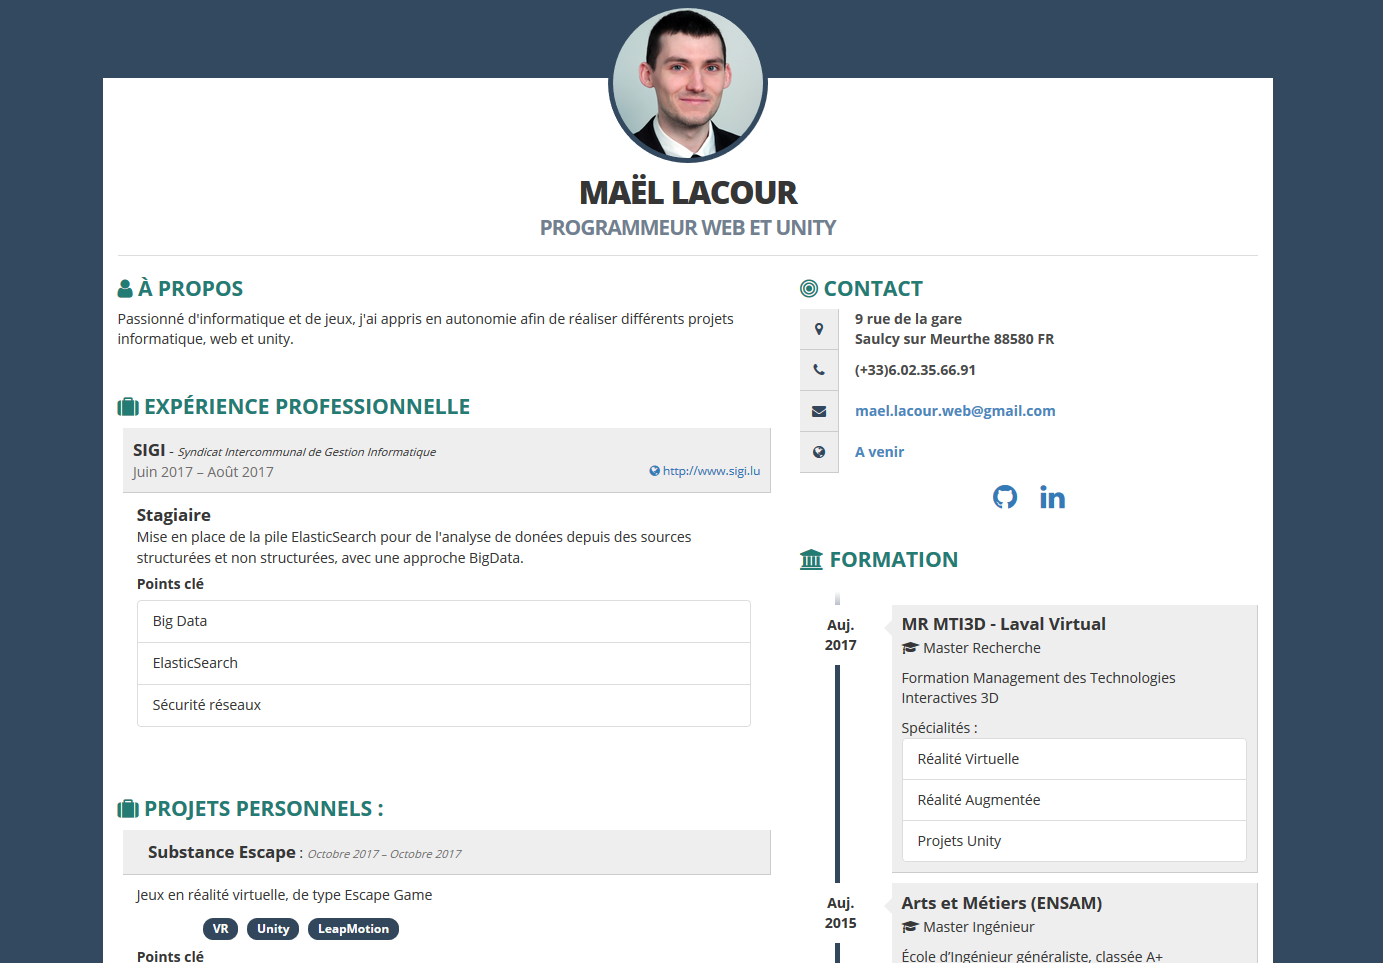 MAËL LACOUR
PROGRAMMEUR WEB ET UNITY
À PROPOS
Passionné d'informatique et de jeux, j'ai appris en autonomie afin de réaliser différents projets
informatique, web et unity.
EXPÉRIENCE PROFESSIONNELLE
SIGI - Syndicat Intercommunal de Gestion Informatique
Juin 2017 – Août 2017
http://www.sigi.lu
Stagiaire
Mise en place de la pile ElasticSearch pour de l'analyse de donées depuis des sources
structurées et non structurées, avec une approche BigData.
Points clé
Big Data
ElasticSearch
Sécurité réseaux
PROJETS PERSONNELS :
Substance Escape : Octobre 2017 – Octobre 2017
Jeux en réalité virtuelle, de type Escape Game
VR Unity LeapMotion
Points clé
CONTACT
9 rue de la gare
Saulcy sur Meurthe 88580 FR
(+33)6.02.35.66.91
mael.lacour.web@gmail.com
A venir
FORMATION
Auj.
2017
MR MTI3D - Laval Virtual
Master Recherche
Formation Management des Technologies
Interactives 3D
Spécialités :
Réalité Virtuelle
Réalité Augmentée
Projets Unity
Auj.
2015
Arts et Métiers (ENSAM)
Master Ingénieur
École d'Ingénieur généraliste, classée A+